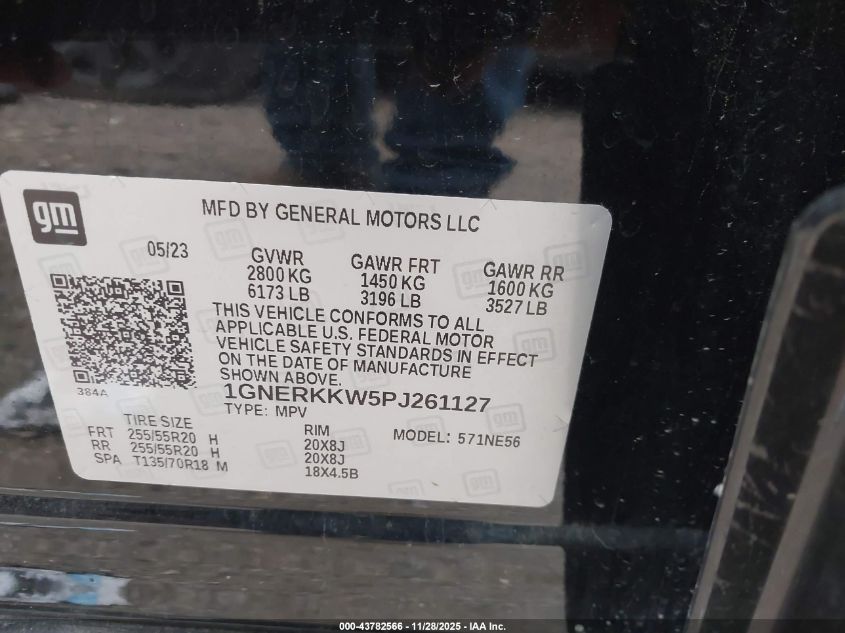 gm
MFD BY GENERAL MOTORS LLC
05/23
GVWR
2800 KG
6173 LB
GAWR FRT
1450 KG
3196 LB
GAWR RR
1600 KG
3527 LB
THIS VEHICLE CONFORMS TO ALL
APPLICABLE U.S. FEDERAL MOTOR
VEHICLE SAFETY STANDARDS IN EFFECT
ON THE DATE OF MANUFACTURE
SHOWN ABOVE.
384A
1GNERKKW5PJ261127
TYPE: MPV
TIRE SIZE
RIM
MODEL: 571NE56
FRT 255/55R20 H 20X8J
RR 255/55R20 H 20X8J
SPA T135/70R18 M 18X4.5B
000-43782566 - 11/28/2025 - IAA Inc.